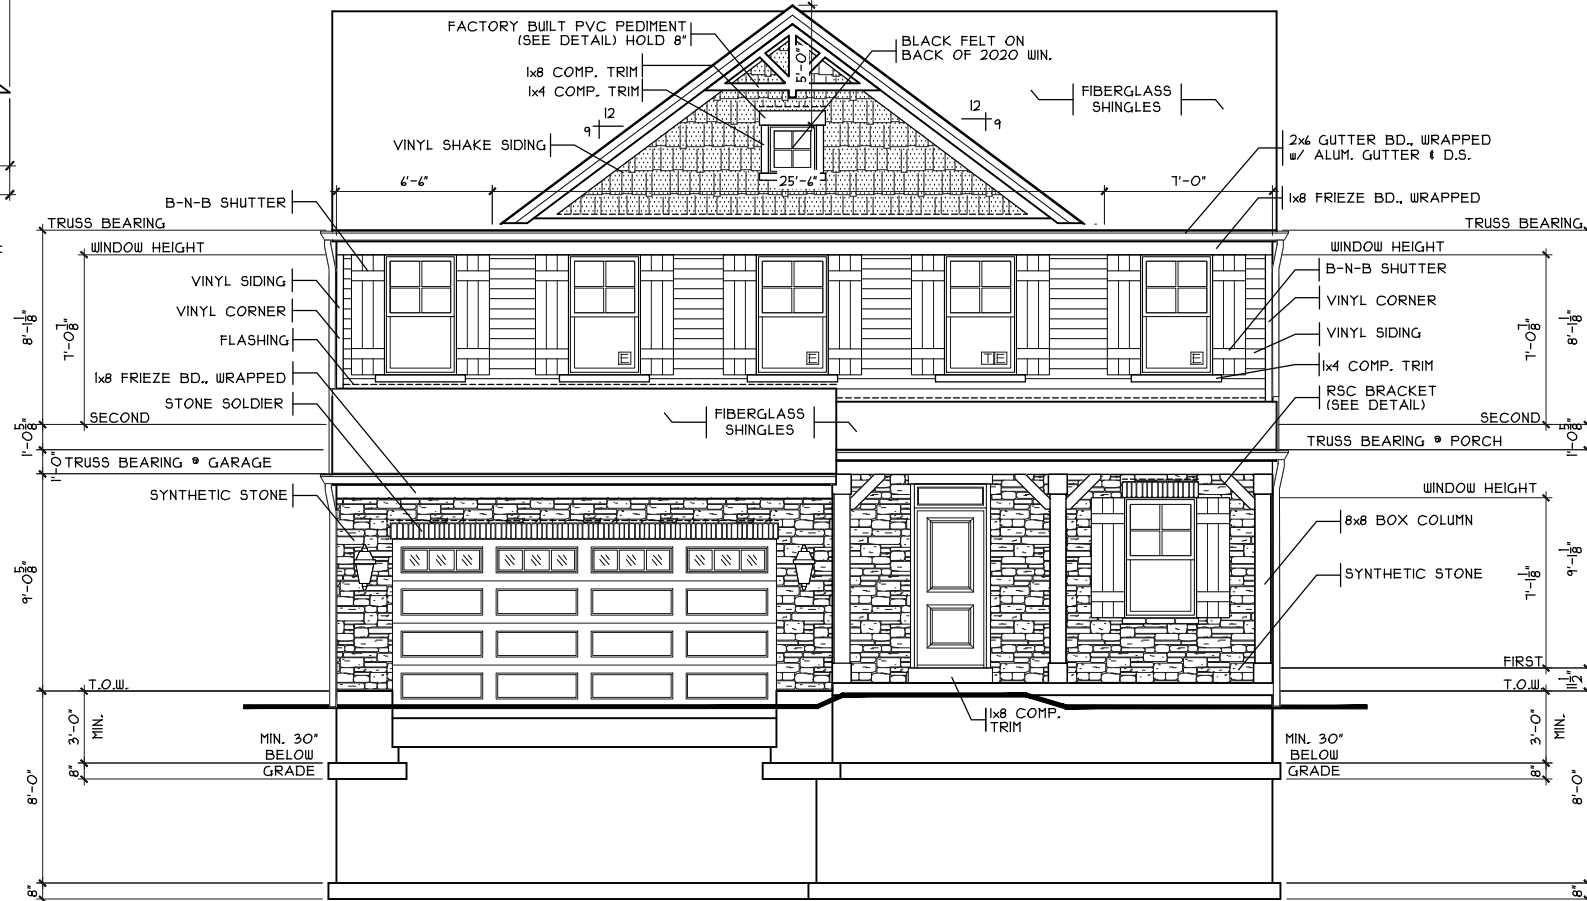 FACTORY BUILT PVC PEDIMENT
(SEE DETAIL) HOLD 8"
1x8 COMP. TRIM
1x4 COMP. TRIM
VINYL SHAKE SIDING
5'-0"
BLACK FELT ON
BACK OF 2020 WIN.
FIBERGLASS
SHINGLES
12
9
12
9
2x6 GUTTER BD., WRAPPED
w/ ALUM. GUTTER & D.S.
6'-6"
25'-6"
7'-0"
B-N-B SHUTTER
1x8 FRIEZE BD., WRAPPED
TRUSS BEARING
TRUSS BEARING
WINDOW HEIGHT
WINDOW HEIGHT
VINYL SIDING
VINYL CORNER
FLASHING
1x8 FRIEZE BD., WRAPPED
STONE SOLDIER
B-N-B SHUTTER
VINYL CORNER
VINYL SIDING
1x4 COMP. TRIM
RSC BRACKET
(SEE DETAIL)
8'-1 1/8"
7'-0 7/8"
7'-0 7/8"
8'-1 1/8"
E
E
TE
E
FIBERGLASS
SHINGLES
SECOND
SECOND
1'-0 5/8"
1'-0 5/8"
TRUSS BEARING @ PORCH
TRUSS BEARING @ GARAGE
1'-0"
SYNTHETIC STONE
WINDOW HEIGHT
8x8 BOX COLUMN
SYNTHETIC STONE
9'-0 5/8"
7'-1 1/8"
9'-1 1/8"
FIRST
T.O.W.
T.O.W.
11 1/2"
1x8 COMP.
TRIM
3'-0"
MIN.
3'-0"
MIN.
MIN. 30"
BELOW
GRADE
MIN. 30"
BELOW
GRADE
8"
8"
8'-0"
8'-0"
8"
8"